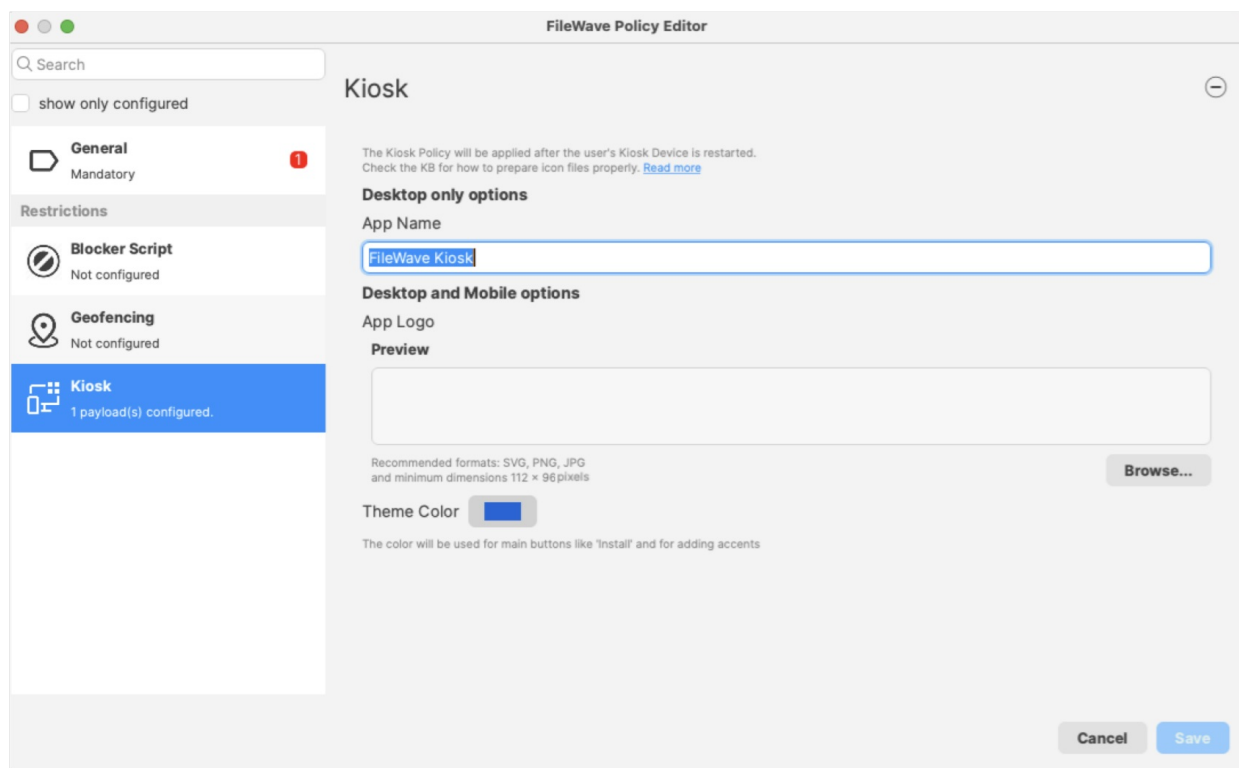 FileWave Policy Editor
Search
show only configured
General
Mandatory
1
Restrictions
Blocker Script
Not configured
Geofencing
Not configured
Kiosk
1 payload(s) configured.
Kiosk
The Kiosk Policy will be applied after the user's Kiosk Device is restarted.
Check the KB for how to prepare icon files properly. Read more
Desktop only options
App Name
FileWave Kiosk
Desktop and Mobile options
App Logo
Preview
Recommended formats: SVG, PNG, JPG
and minimum dimensions 112 × 96pixels
Browse...
Theme Color
The color will be used for main buttons like 'Install' and for adding accents
Cancel
Save